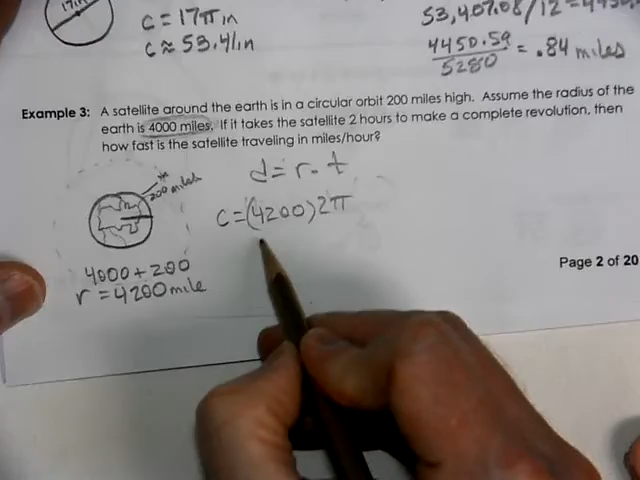 17in
C = 17π in
C ≈ 53.41in
53,407.08/12 =
4450.59
5280
= .84 miles
Example 3: A satellite around the earth is in a circular orbit 200 miles high. Assume the radius of the
earth is 4000 miles. If it takes the satellite 2 hours to make a complete revolution, then
how fast is the satellite traveling in miles/hour?
200 miles
d = r · t
C = (4200)2π
4000 + 200
r = 4200 mile
Page 2 of 20